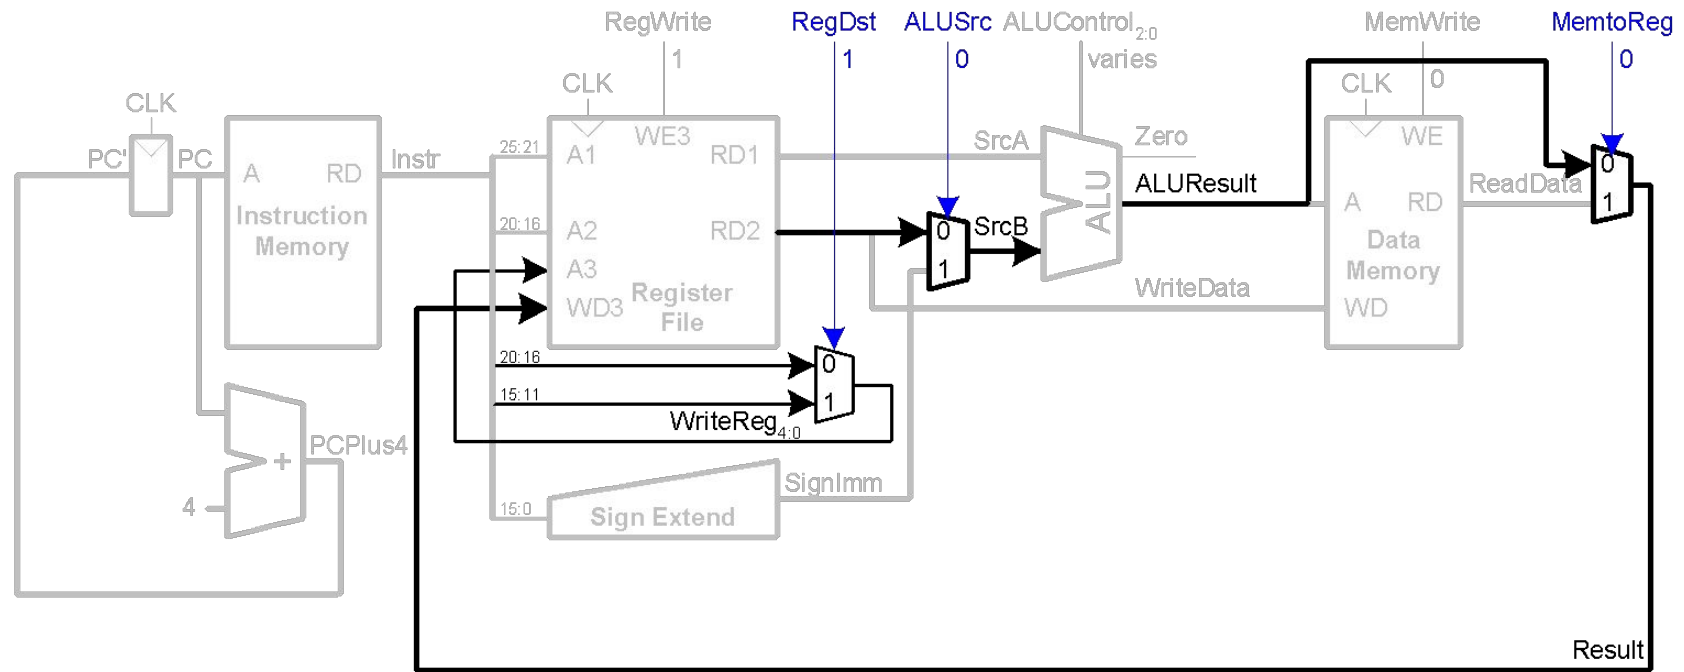 RegWrite
RegDst
ALUSrc
ALUControl2:0
MemWrite
MemtoReg
1
1
0
varies
0
0
CLK
CLK
CLK
PC'
PC
A
RD
Instruction
Memory
Instr
25:21
20:16
A1
A2
A3
WD3
WE3
RD1
RD2
Register
File
SrcA
0
1
SrcB
ALU
Zero
ALUResult
WriteData
A
RD
WE
WD
Data
Memory
ReadData
0
1
20:16
15:11
0
1
WriteReg4:0
PCPlus4
+
4
15:0
Sign Extend
SignImm
Result